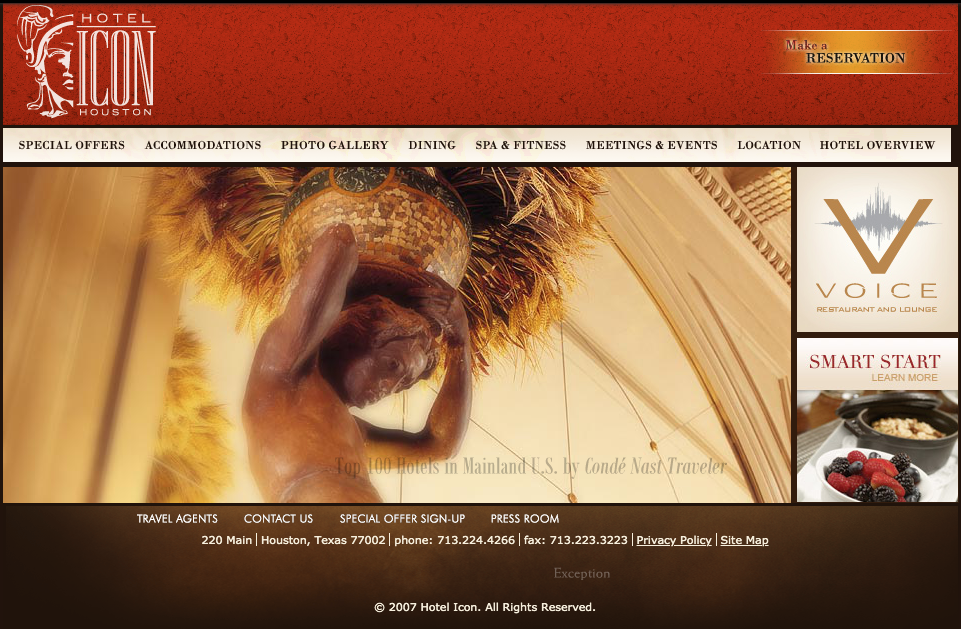 HOTEL
ICON
HOUSTON
Make a
RESERVATION
SPECIAL OFFERS ACCOMMODATIONS PHOTO GALLERY DINING SPA & FITNESS MEETINGS & EVENTS LOCATION HOTEL OVERVIEW
VOICE
RESTAURANT AND LOUNGE
SMART START
LEARN MORE
Top 100 Hotels in Mainland U.S. by Condé Nast Traveler
TRAVEL AGENTS CONTACT US SPECIAL OFFER SIGN-UP PRESS ROOM
220 Main | Houston, Texas 77002 | phone: 713.224.4266 | fax: 713.223.3223 | Privacy Policy | Site Map
Exception
© 2007 Hotel Icon. All Rights Reserved.